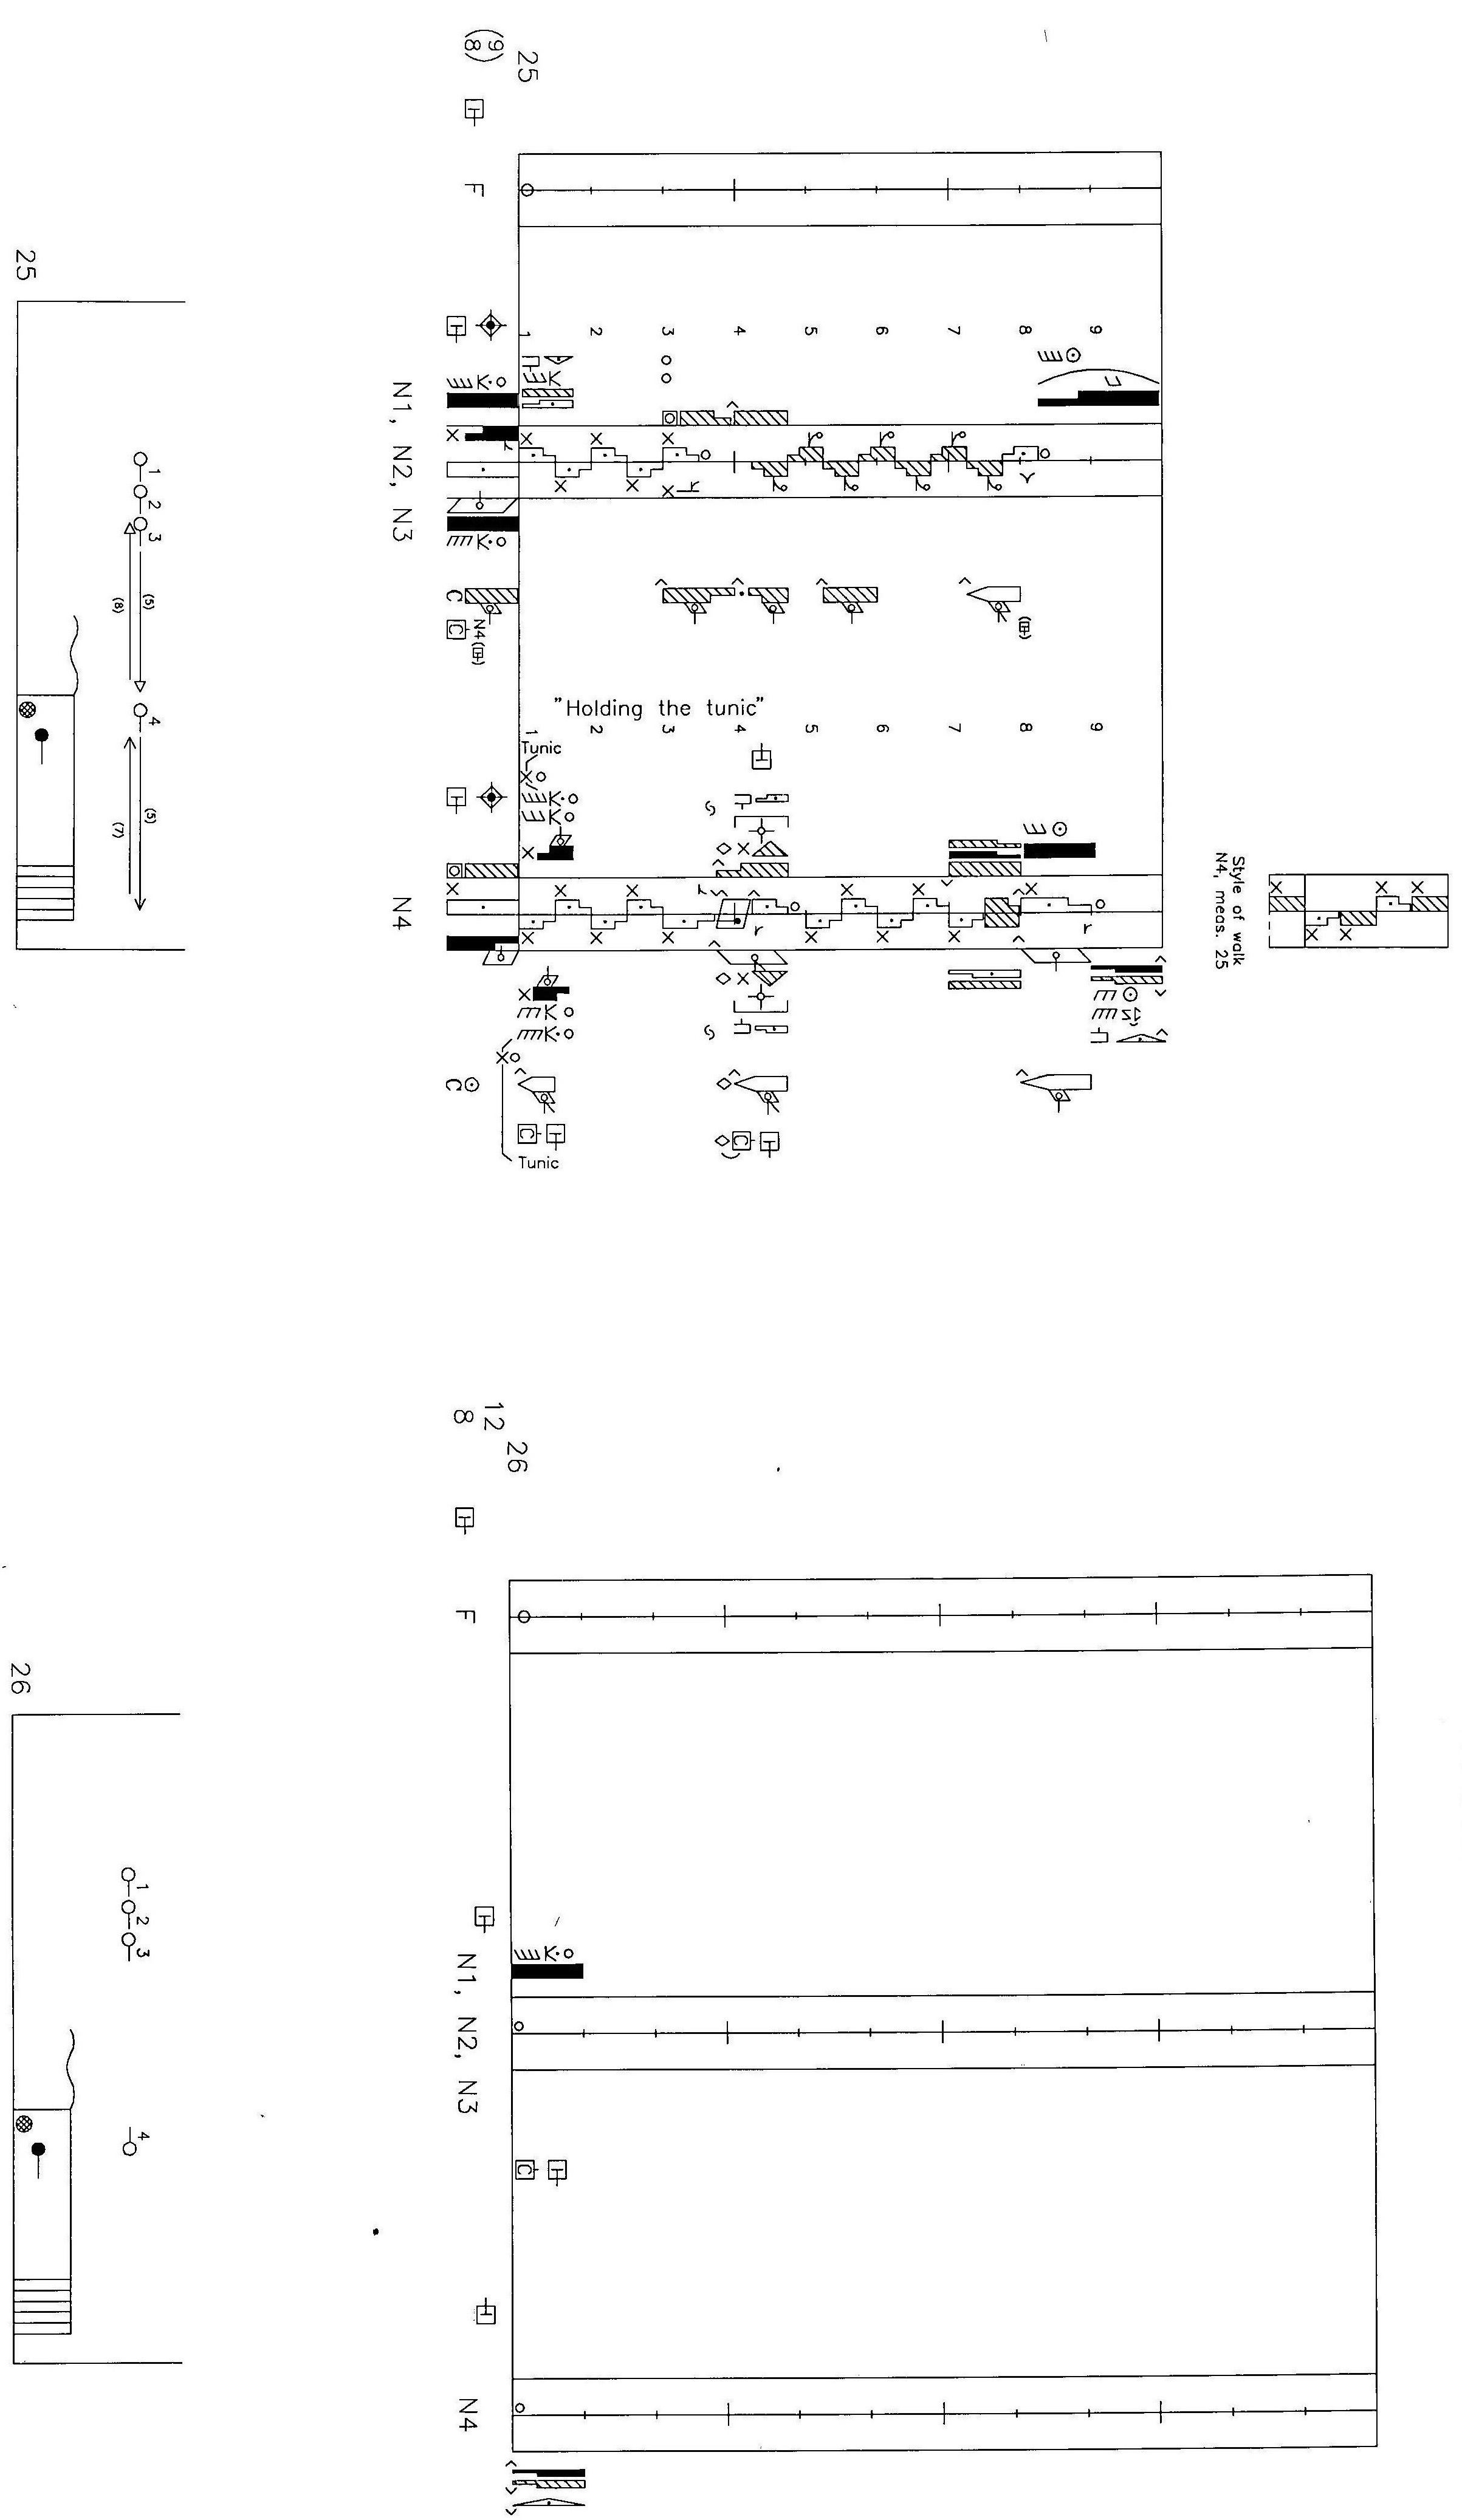 Style of walk
N4, meas. 25
9 9
8 8
7 7
6 6
5 5
4 4
3 3
2 2
1 1
"Holding the tunic"
Tunic
Tunic
25
(9
8)
N4
C C
F N1, N2, N3 N4
1 2 3 4
(5) (5)
(8) (7)
25
26
12
8
C
F N1, N2, N3 N4
1 2 3 4
26